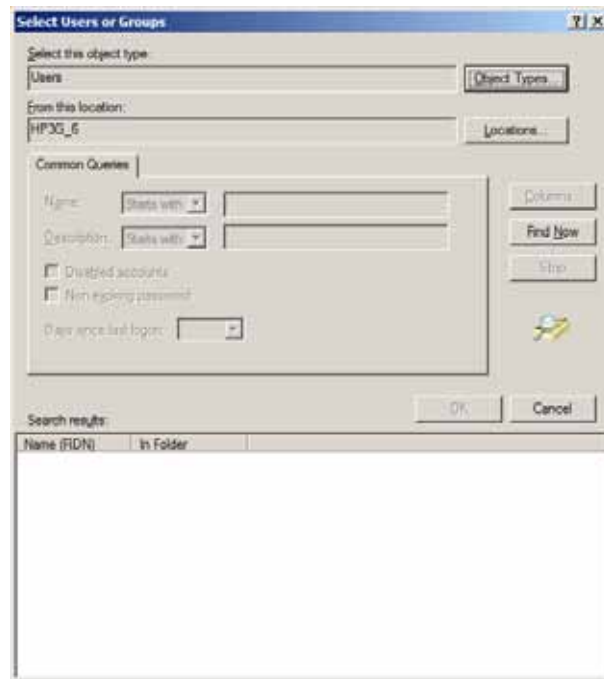 Select Users or Groups
Select this object type:
Users
Object Types...
From this location:
HP3G_6
Locations...
Common Queries
Name: Starts with
Columns
Description: Starts with
Find Now
Disabled accounts
Stop
Non expiring password
Days since last logon:
OK
Cancel
Search results:
Name (RDN) In Folder